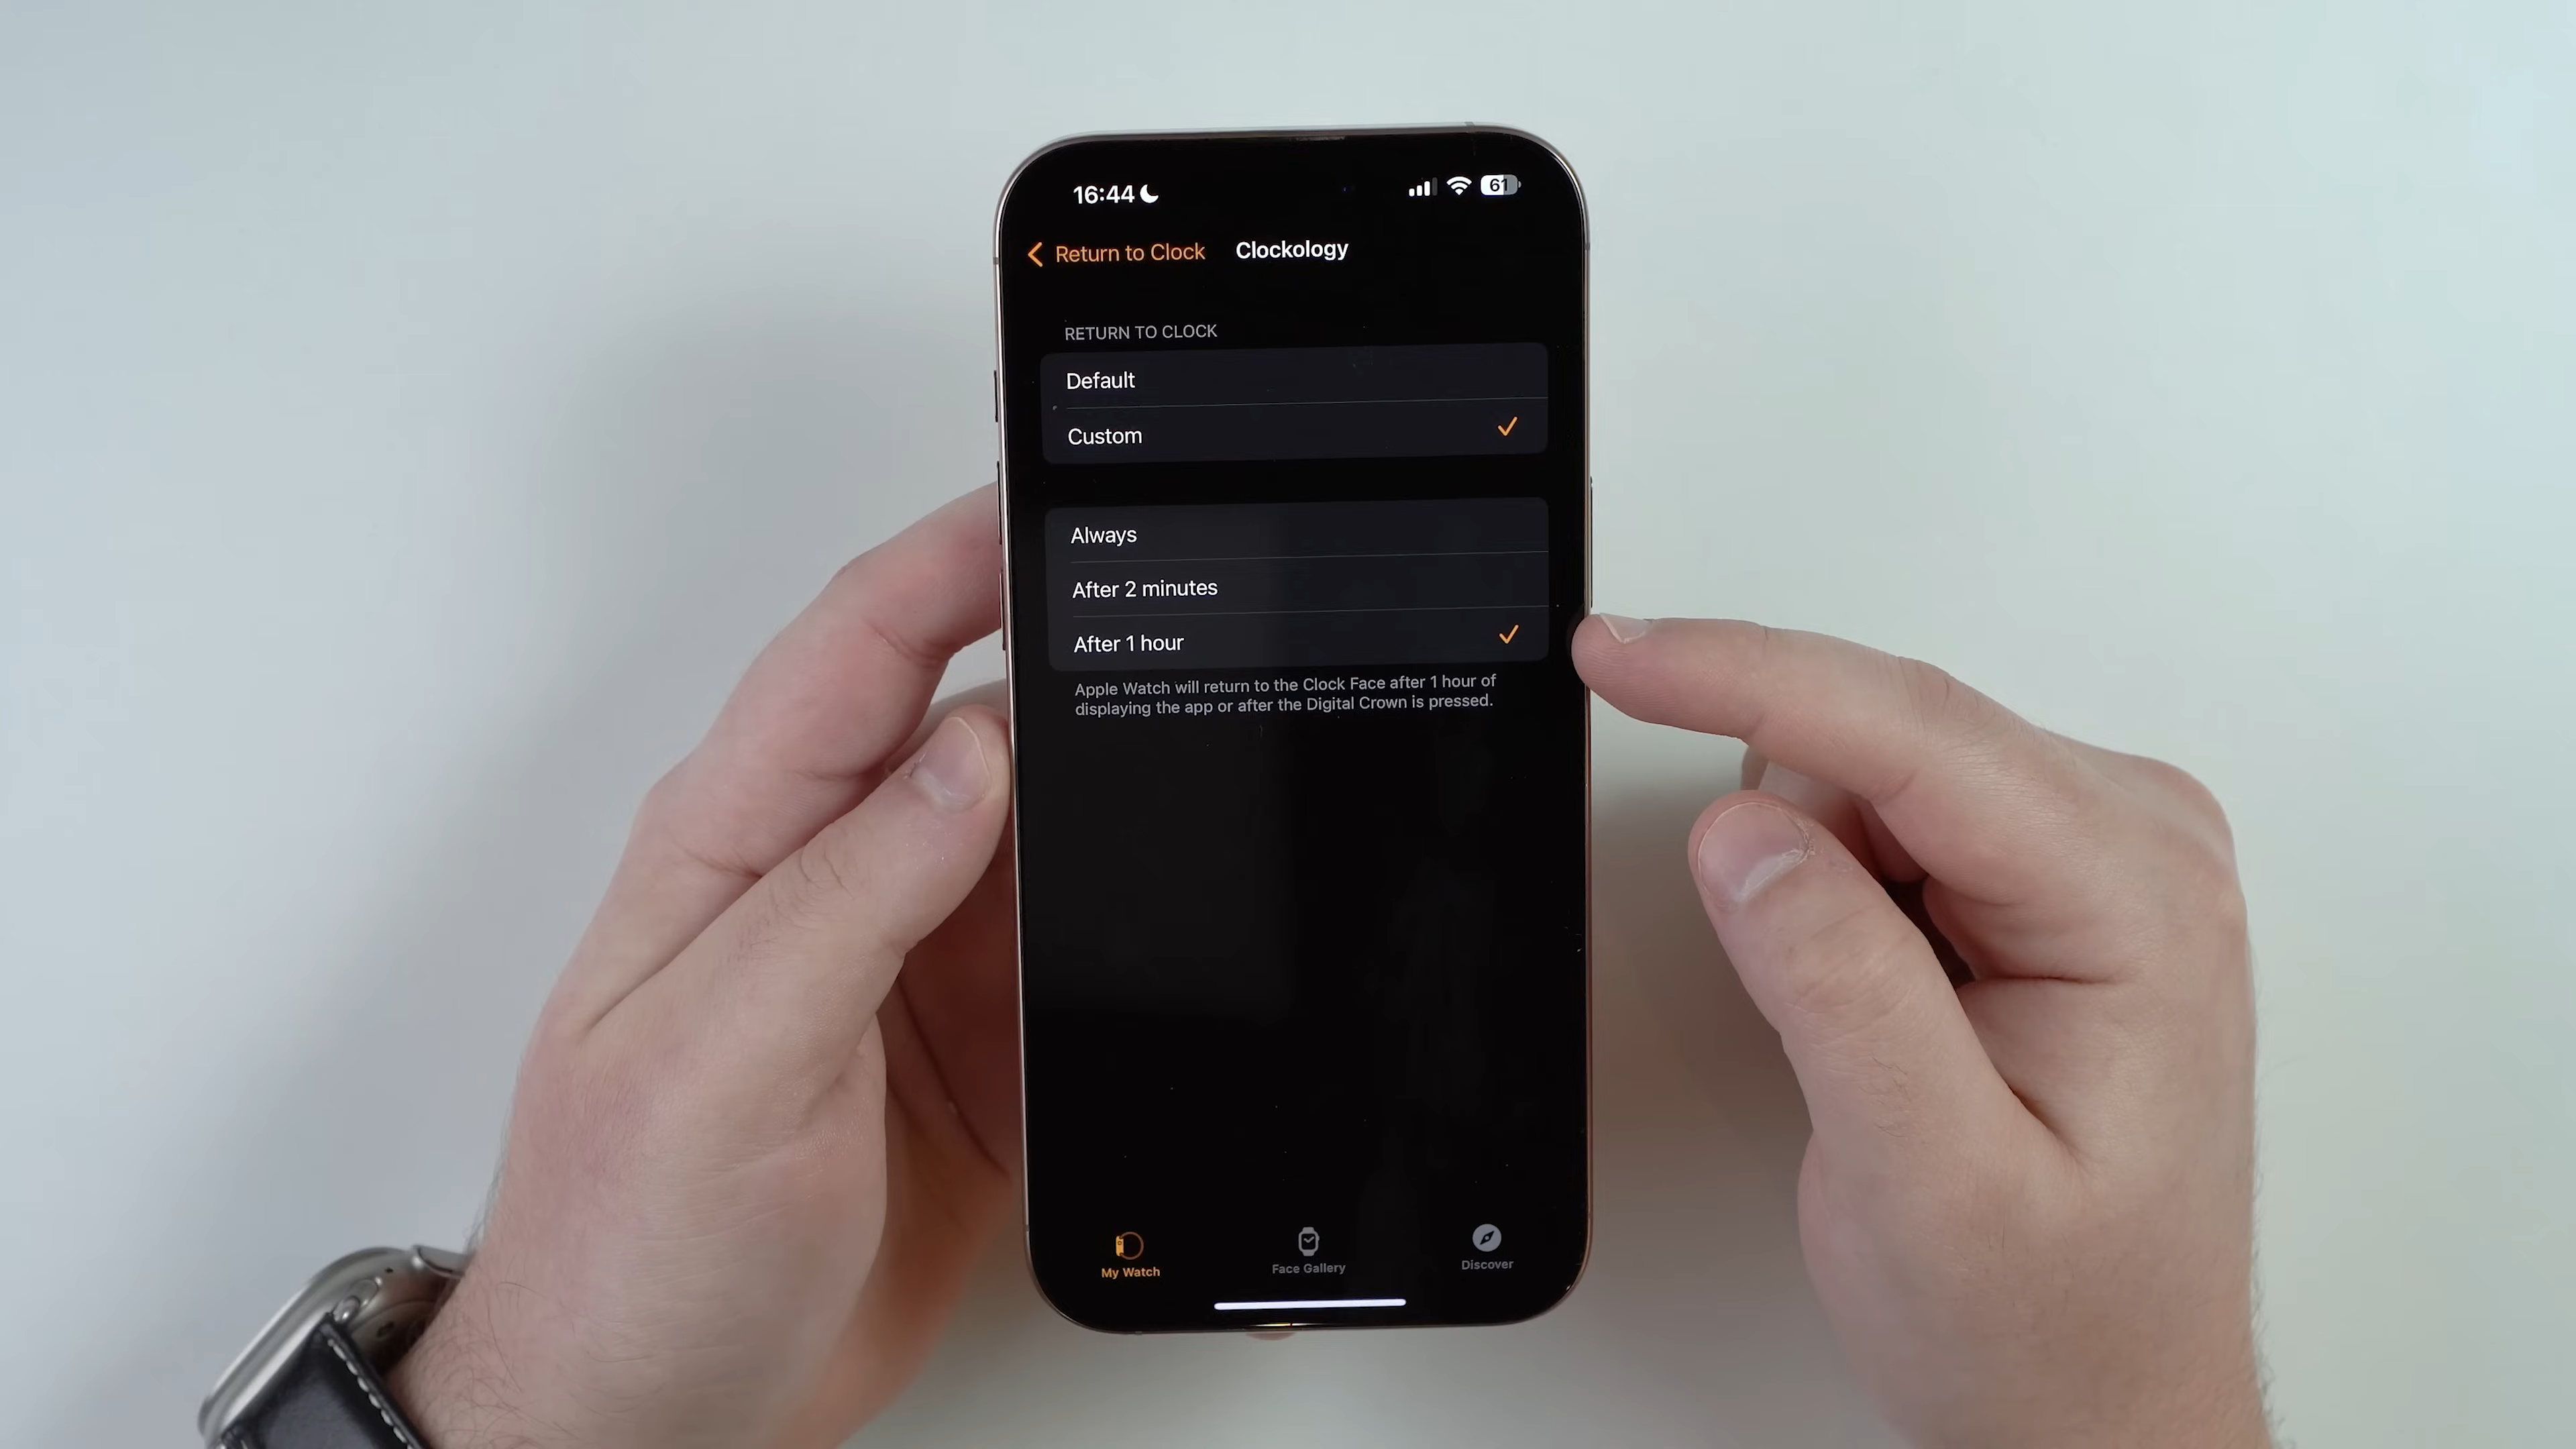 16:44
61
Return to Clock
Clockology
RETURN TO CLOCK
Default
Custom
Always
After 2 minutes
After 1 hour
Apple Watch will return to the Clock Face after 1 hour of
displaying the app or after the Digital Crown is pressed.
My Watch
Face Gallery
Discover